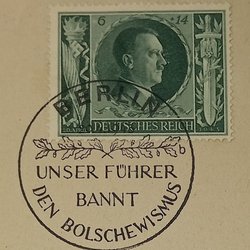 6 + 14
DEUTSCHES REICH
BERLIN
b
UNSER FÜHRER
BANNT
DEN BOLSCHEWISMUS